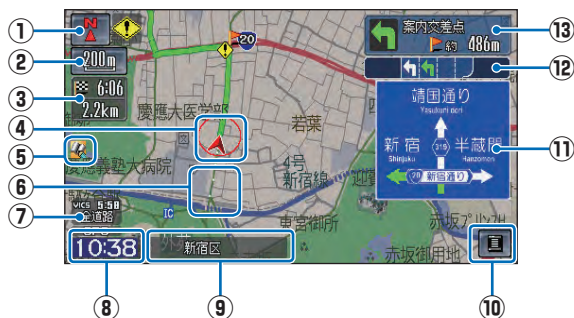 ①
N
②
200m
③
6:06
2.2km
④
⑤
⑥
⑦
VICS 5:58
全道路
⑧
10:38
⑨
新宿区
⑩
⑪
⑫
⑬
案内交差点
約 486m
靖国通り
Yasukuni dori
新宿
Shinjuku
319
半蔵門
Hanzomon
20 新宿通り
20
慶應大医学部
若葉
慶應義塾大病院
4号
新宿線
IC
東宮御所
赤坂プリンスH
赤坂御用地